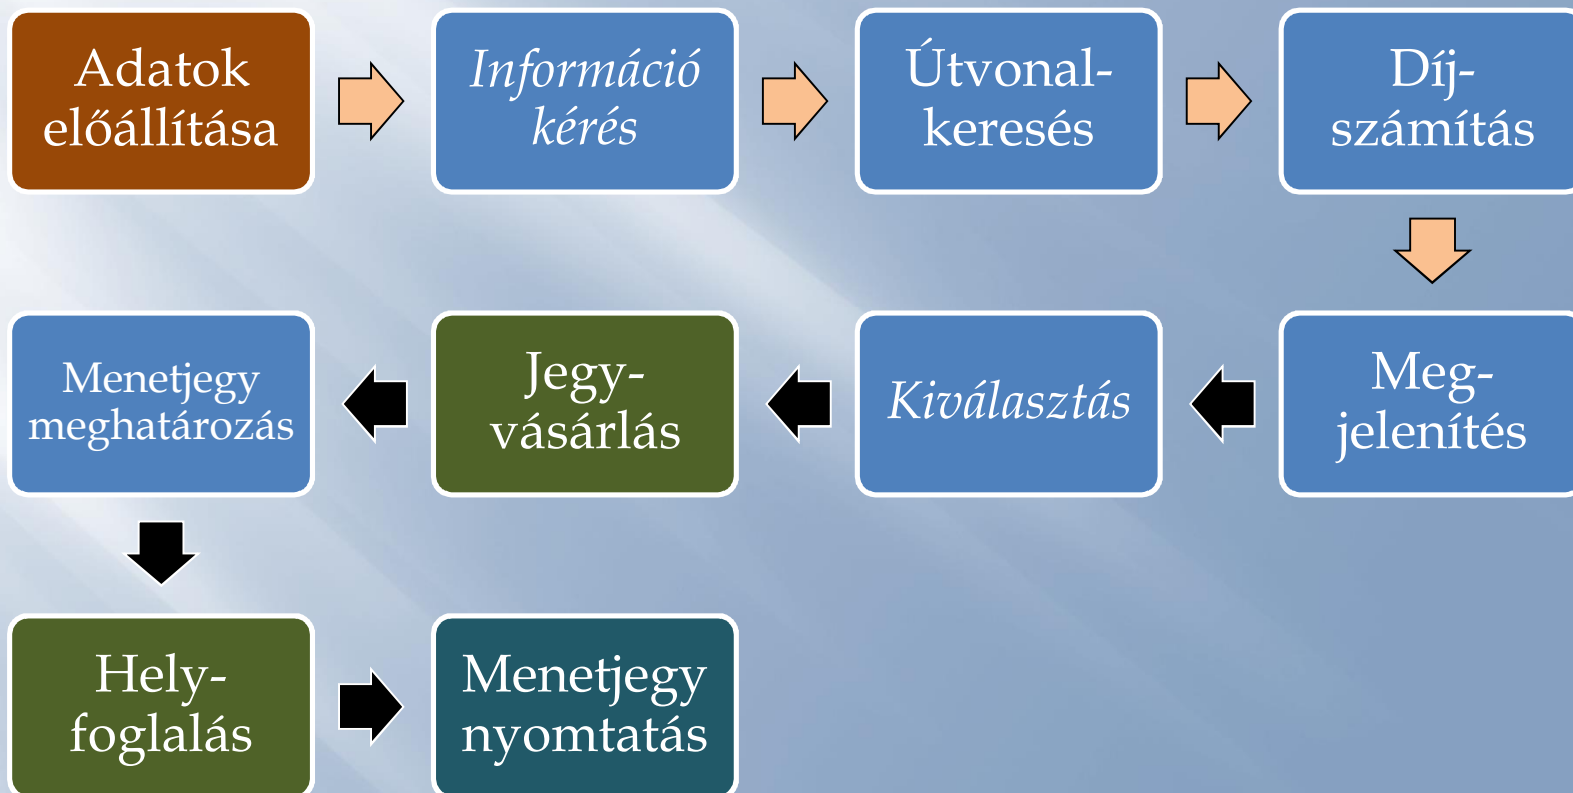 Adatok
előállítása
Információ
kérés
Útvonal-
keresés
Díj-
számítás
Meg-
jelenítés
Kiválasztás
Jegy-
vásárlás
Menetjegy
meghatározás
Hely-
foglalás
Menetjegy
nyomtatás